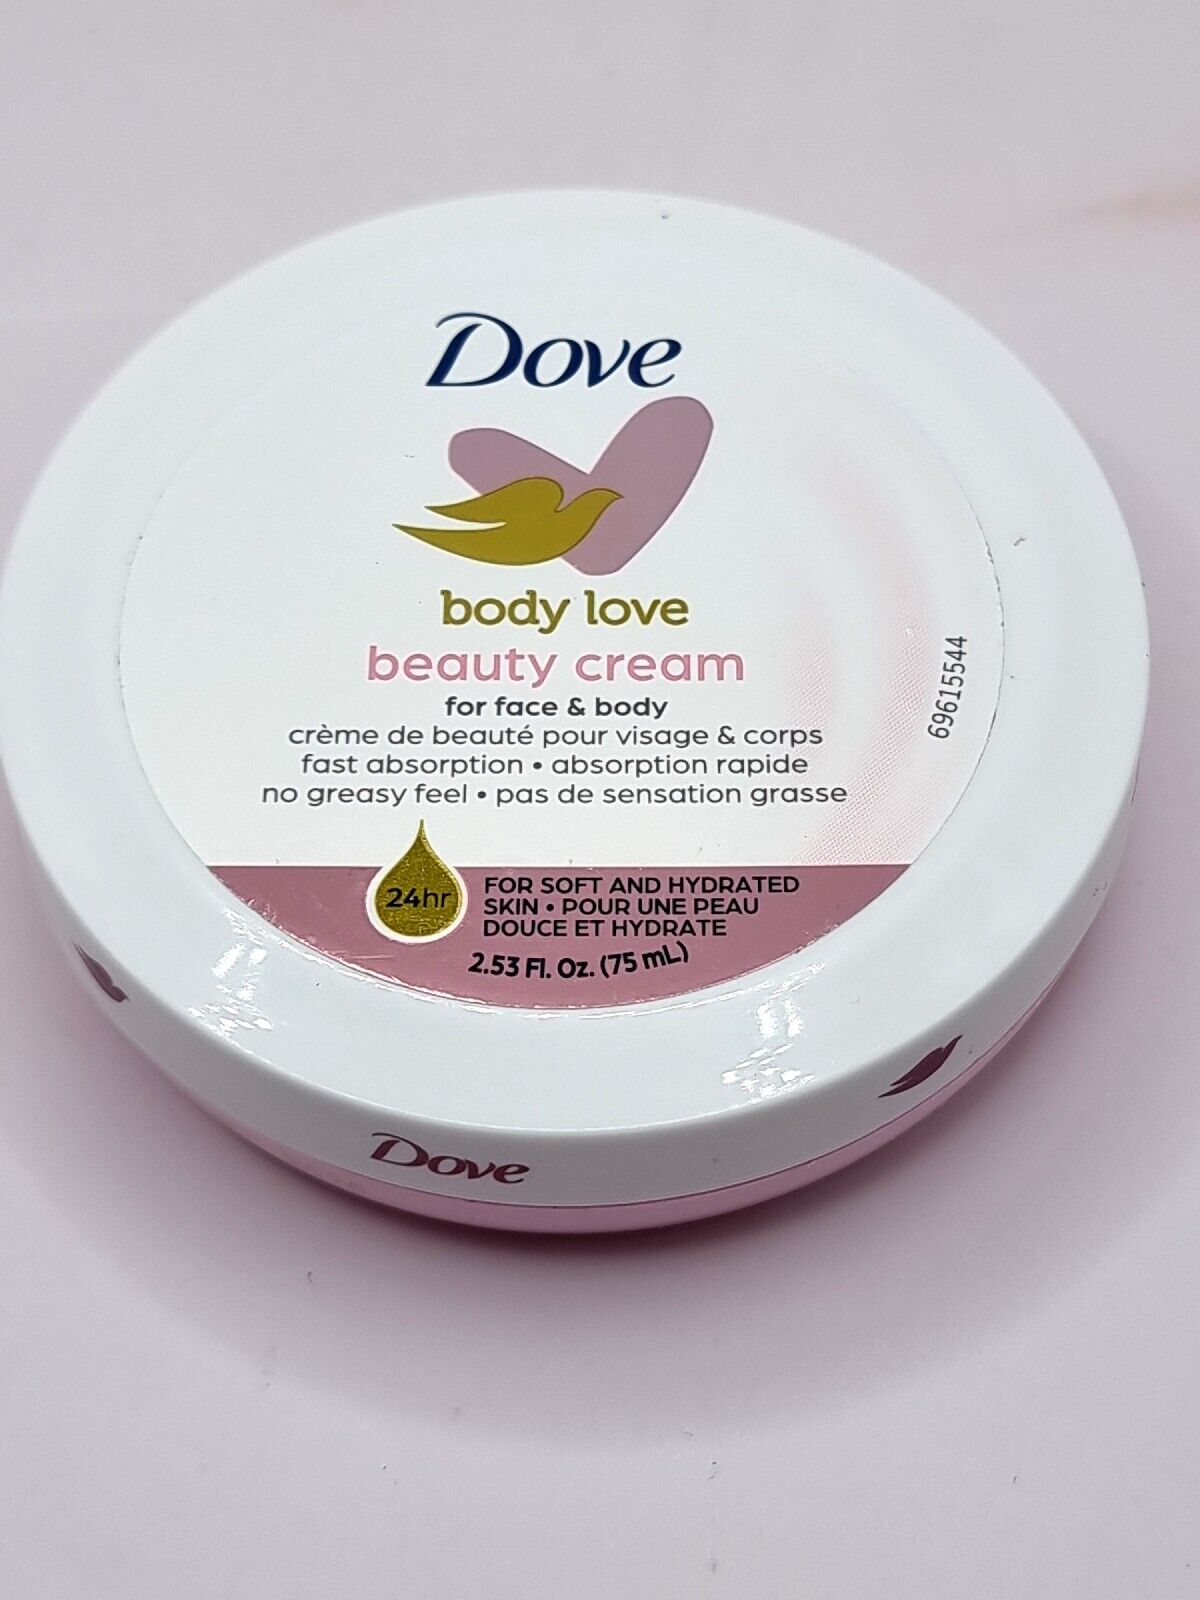 Dove
body love
beauty cream
for face & body
crème de beauté pour visage & corps
fast absorption • absorption rapide
no greasy feel • pas de sensation grasse
69615544
24hr
FOR SOFT AND HYDRATED
SKIN • POUR UNE PEAU
DOUCE ET HYDRATE
2.53 Fl. Oz. (75 mL)
Dove